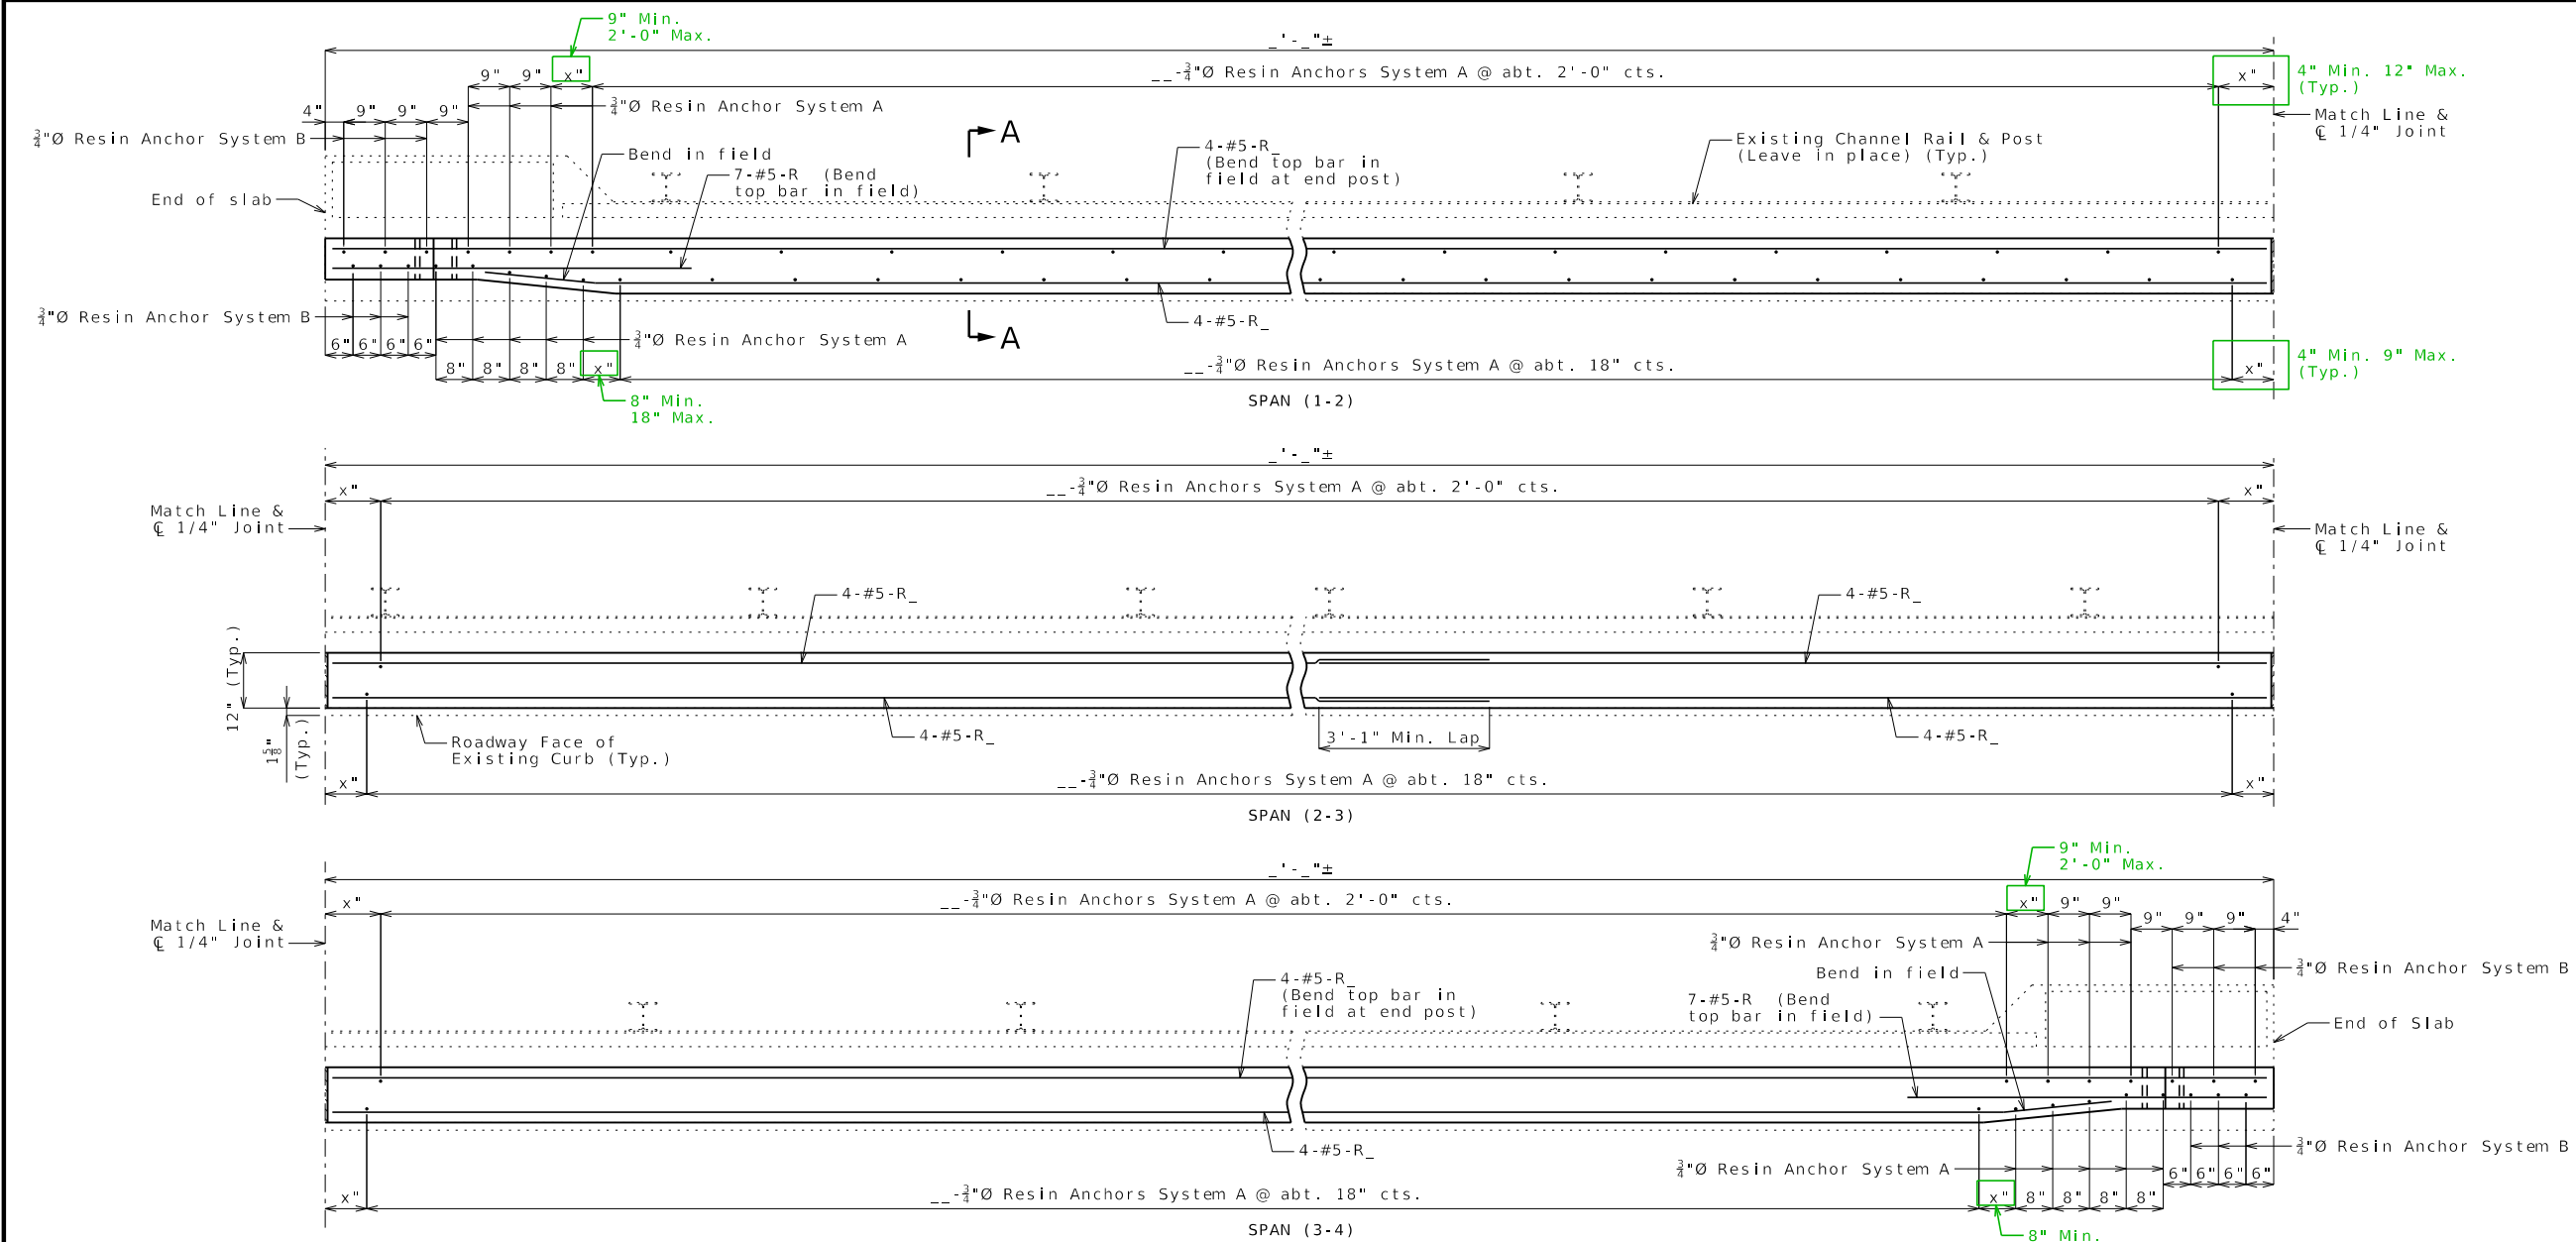 9" Min.
2'-0" Max.
_'-_"±
9" 9" x"
__-¾"Ø Resin Anchors System A @ abt. 2'-0" cts.
x"
4" Min. 12" Max.
(Typ.)
4" 9" 9" 9"
¾"Ø Resin Anchor System A
¾"Ø Resin Anchor System B
Match Line &
℄ 1/4" Joint
A
Bend in field
7-#5-R (Bend
top bar in field)
4-#5-R_
(Bend top bar in
field at end post)
Existing Channel Rail & Post
(Leave in place) (Typ.)
End of slab
¾"Ø Resin Anchor System B
6" 6" 6" 6"
¾"Ø Resin Anchor System A
A
4-#5-R_
8" 8" 8" 8" x"
__-¾"Ø Resin Anchors System A @ abt. 18" cts.
x"
4" Min. 9" Max.
(Typ.)
8" Min.
18" Max.
SPAN (1-2)
_'-_"±
x"
__-¾"Ø Resin Anchors System A @ abt. 2'-0" cts.
x"
Match Line &
℄ 1/4" Joint
Match Line &
℄ 1/4" Joint
4-#5-R_
4-#5-R_
12" (Typ.)
1⅝"
(Typ.)
Roadway Face of
Existing Curb (Typ.)
4-#5-R_
3'-1" Min. Lap
4-#5-R_
x"
__-¾"Ø Resin Anchors System A @ abt. 18" cts.
x"
SPAN (2-3)
9" Min.
2'-0" Max.
_'-_"±
x"
__-¾"Ø Resin Anchors System A @ abt. 2'-0" cts.
x" 9" 9"
9" 9" 9" 4"
Match Line &
℄ 1/4" Joint
¾"Ø Resin Anchor System A
¾"Ø Resin Anchor System B
Bend in field
4-#5-R_
(Bend top bar in
field at end post)
7-#5-R (Bend
top bar in field)
End of Slab
4-#5-R_
¾"Ø Resin Anchor System B
¾"Ø Resin Anchor System A
6" 6" 6" 6"
x"
__-¾"Ø Resin Anchors System A @ abt. 18" cts.
x" 8" 8" 8" 8"
SPAN (3-4)
8" Min.